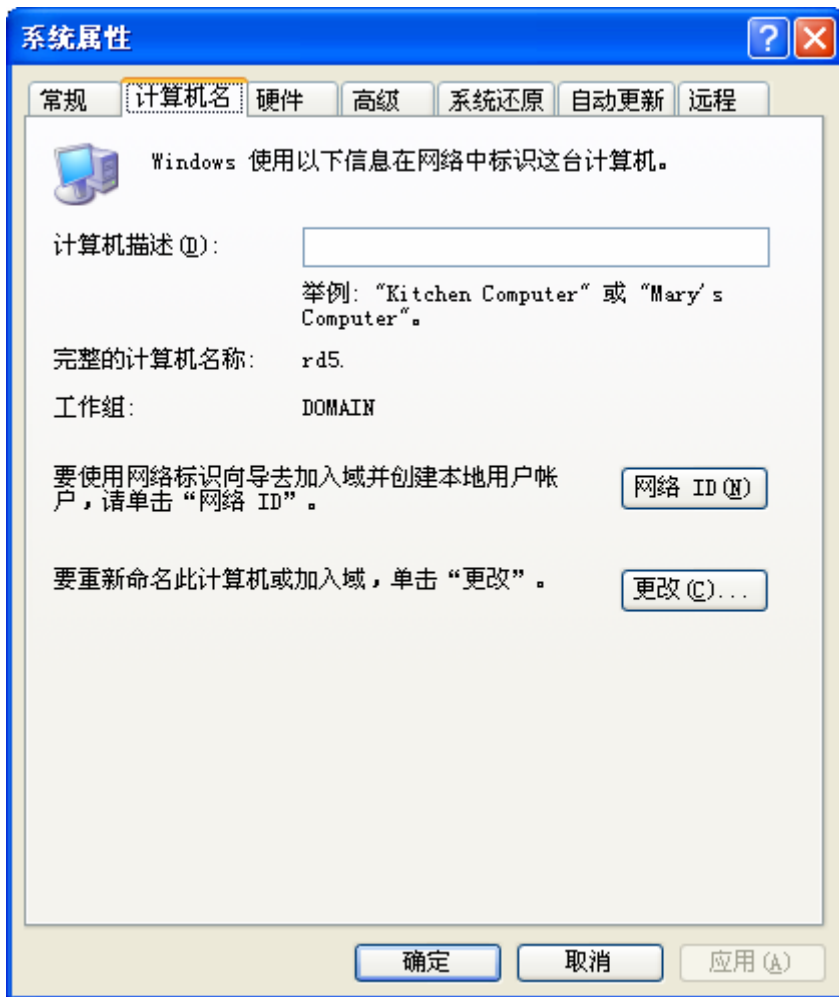 系统属性
常规 计算机名 硬件 高级 系统还原 自动更新 远程
Windows 使用以下信息在网络中标识这台计算机。
计算机描述(D):
举例: "Kitchen Computer" 或 "Mary's
Computer"。
完整的计算机名称: rd5.
工作组: DOMAIN
要使用网络标识向导去加入域并创建本地用户帐
户，请单击“网络 ID”。
网络 ID(N)
要重新命名此计算机或加入域，单击“更改”。
更改(C)...
确定 取消 应用(A)